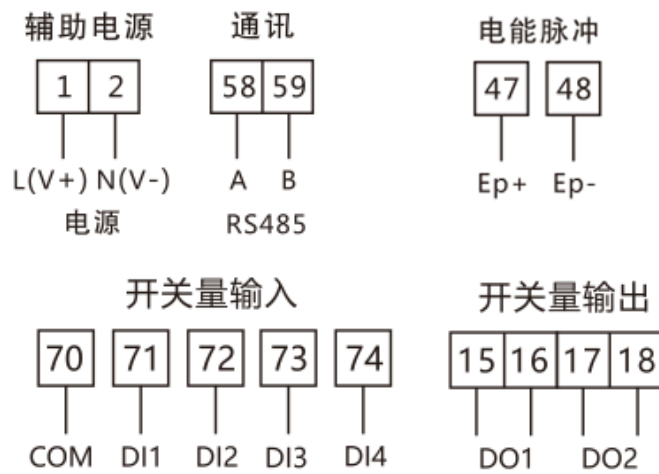 辅助电源 通讯 电能脉冲
1 2 58 59 47 48
L(V+) N(V-) A B Ep+ Ep-
电源 RS485
开关量输入 开关量输出
70 71 72 73 74 15 16 17 18
COM DI1 DI2 DI3 DI4 DO1 DO2